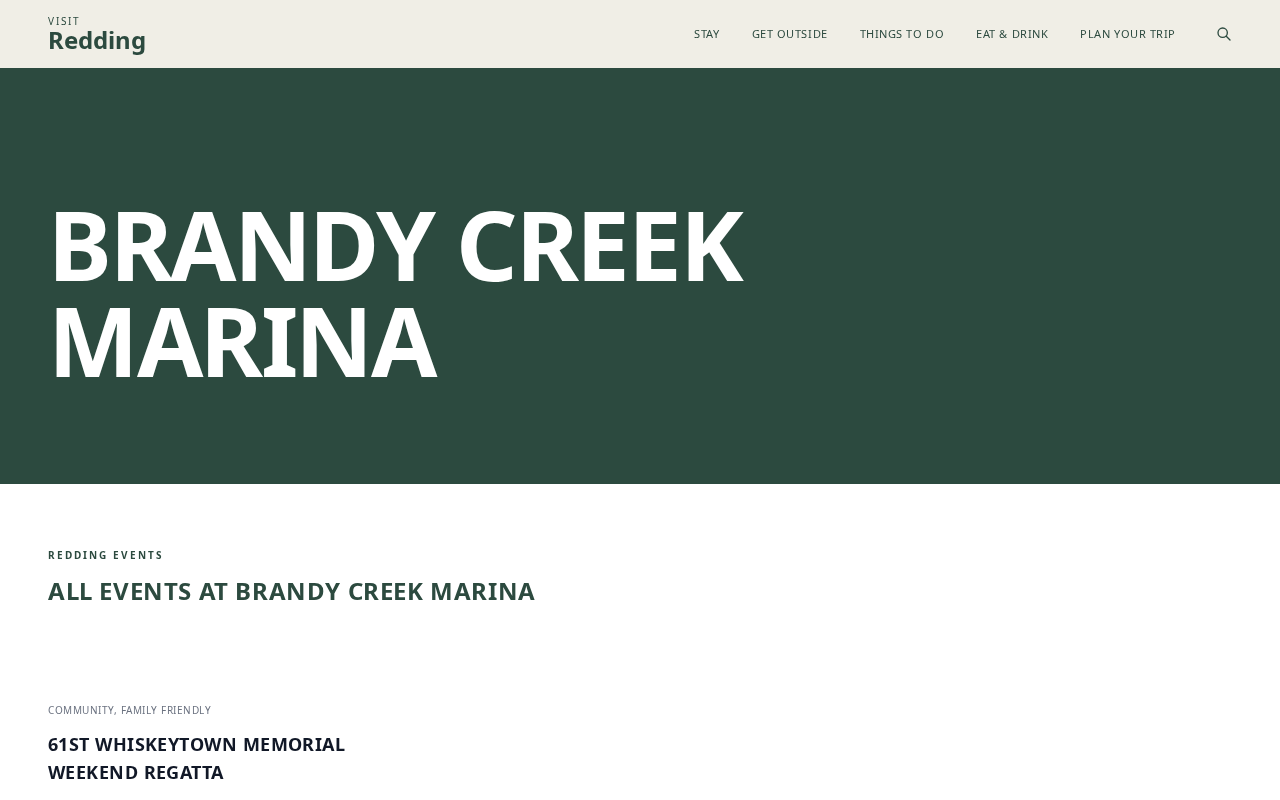 VISIT
Redding
STAY
GET OUTSIDE
THINGS TO DO
EAT & DRINK
PLAN YOUR TRIP
BRANDY CREEK
MARINA
REDDING EVENTS
ALL EVENTS AT BRANDY CREEK MARINA
COMMUNITY, FAMILY FRIENDLY
61ST WHISKEYTOWN MEMORIAL
WEEKEND REGATTA